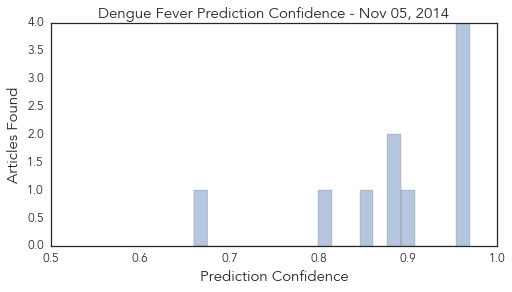 Dengue Fever Prediction Confidence - Nov 05, 2014
4.0
3.5
3.0
2.5
2.0
1.5
1.0
0.5
0.0
Articles Found
0.5 0.6 0.7 0.8 0.9 1.0
Prediction Confidence